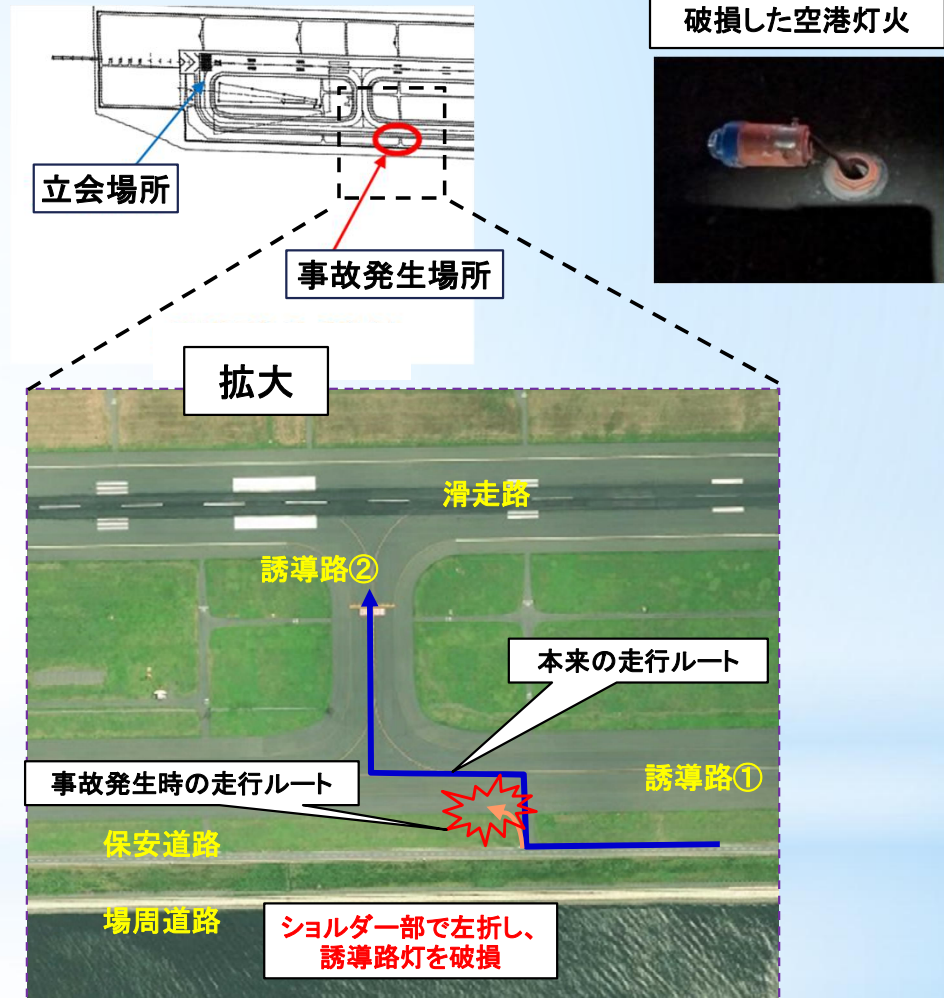 破損した空港灯火
立会場所
事故発生場所
拡大
滑走路
誘導路②
本来の走行ルート
誘導路①
事故発生時の走行ルート
保安道路
場周道路
ショルダー部で左折し、
誘導路灯を破損